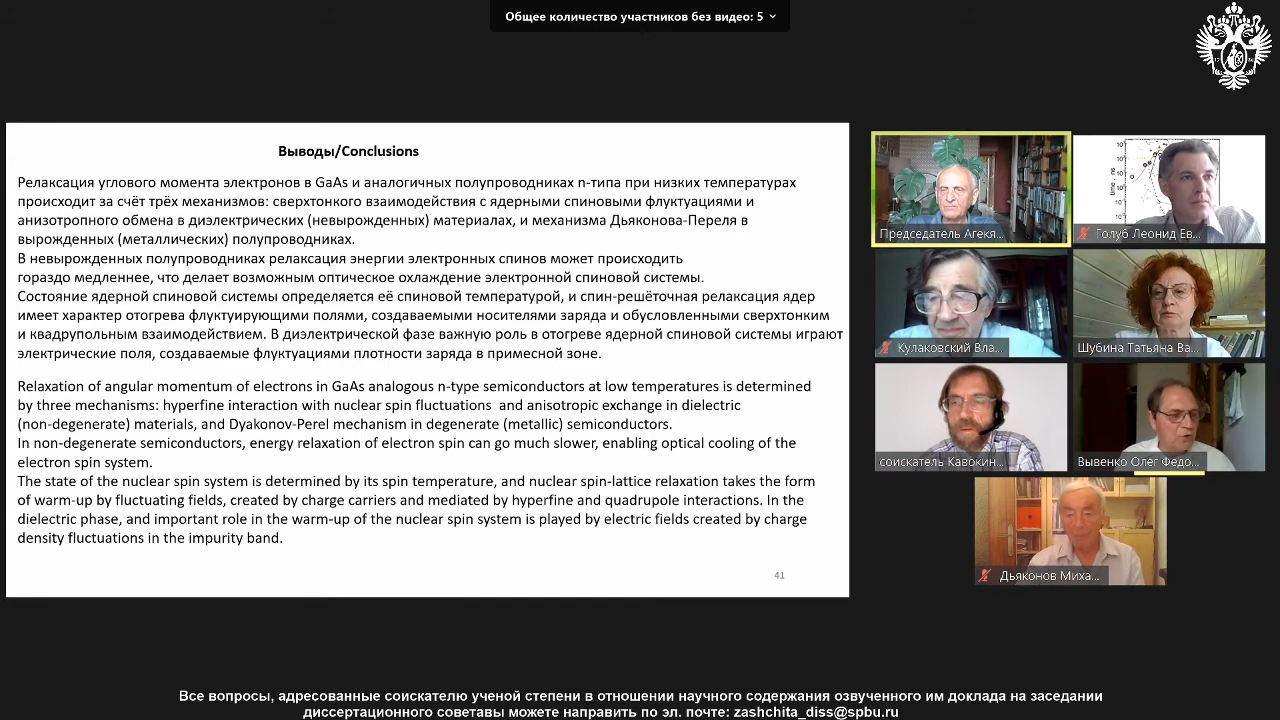 Общее количество участников без видео: 5
Выводы/Conclusions
Релаксация углового момента электронов в GaAs и аналогичных полупроводниках n-типа при низких температурах
происходит за счёт трёх механизмов: сверхтонкого взаимодействия с ядерными спиновыми флуктуациями и
анизотропного обмена в диэлектрических (невырожденных) материалах, и механизма Дьяконова-Переля в
вырожденных (металлических) полупроводниках.
В невырожденных полупроводниках релаксация энергии электронных спинов может происходить
гораздо медленнее, что делает возможным оптическое охлаждение электронной спиновой системы.
Состояние ядерной спиновой системы определяется её спиновой температурой, и спин-решёточная релаксация ядер
имеет характер отогрева флуктуирующими полями, создаваемыми носителями заряда и обусловленными сверхтонким
и квадрупольным взаимодействием. В диэлектрической фазе важную роль в отогреве ядерной спиновой системы играют
электрические поля, создаваемые флуктуациями плотности заряда в примесной зоне.
Relaxation of angular momentum of electrons in GaAs analogous n-type semiconductors at low temperatures is determined
by three mechanisms: hyperfine interaction with nuclear spin fluctuations and anisotropic exchange in dielectric
(non-degenerate) materials, and Dyakonov-Perel mechanism in degenerate (metallic) semiconductors.
In non-degenerate semiconductors, energy relaxation of electron spin can go much slower, enabling optical cooling of the
electron spin system.
The state of the nuclear spin system is determined by its spin temperature, and nuclear spin-lattice relaxation takes the form
of warm-up by fluctuating fields, created by charge carriers and mediated by hyperfine and quadrupole interactions. In the
dielectric phase, and important role in the warm-up of the nuclear spin system is played by electric fields created by charge
density fluctuations in the impurity band.
41
Председатель Агекя...
Голуб Леонид Ев...
Кулаковский Вла...
Шубина Татьяна Ва...
соискатель Кавокин...
Вывенко Олег Федо...
Дьяконов Миха...
Все вопросы, адресованные соискателю ученой степени в отношении научного содержания озвученного им доклада на заседании
диссертационного советавы можете направить по эл. почте: zashchita_diss@spbu.ru